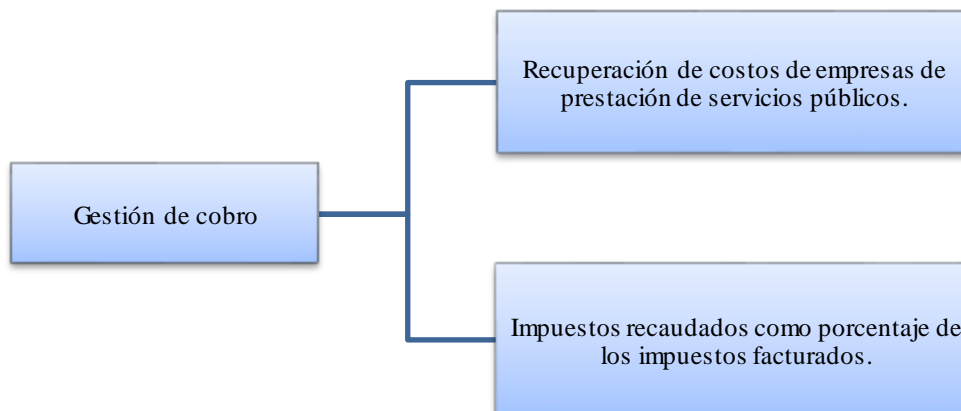 Recuperación de costos de empresas de
prestación de servicios públicos.
Gestión de cobro
Impuestos recaudados como porcentaje de
los impuestos facturados.